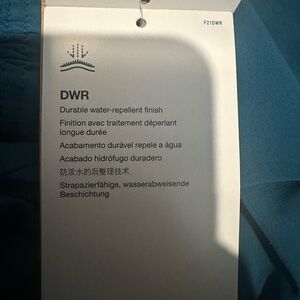 F21DWR
DWR
Durable water-repellent finish
Finition avec traitement déperlant
longue durée
Acabamento durável repele a água
Acabado hidrófugo duradero
防泼水的后整理技术
Strapazierfähige, wasserabweisende
Beschichtung